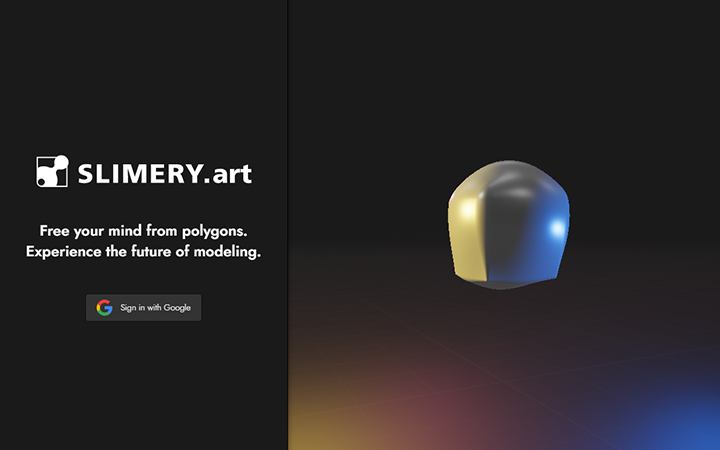 SLIMERY.art
Free your mind from polygons.
Experience the future of modeling.
Sign in with Google